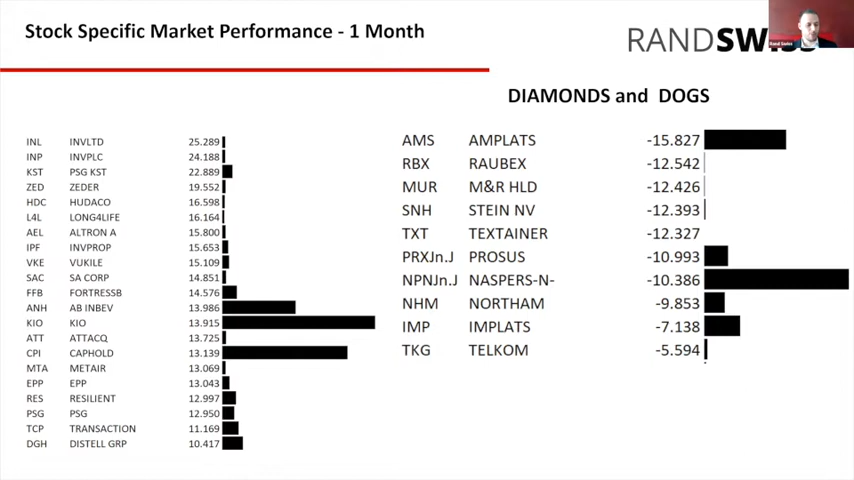 Stock Specific Market Performance - 1 Month
RANDSWISS
Rand Swiss
DIAMONDS and DOGS
INL INVLTD 25.289
INP INVPLC 24.188
KST PSG KST 22.889
ZED ZEDER 19.552
HDC HUDACO 16.598
L4L LONG4LIFE 16.164
AEL ALTRON A 15.800
IPF INVPROP 15.653
VKE VUKILE 15.109
SAC SA CORP 14.851
FFB FORTRESSB 14.576
ANH AB INBEV 13.986
KIO KIO 13.915
ATT ATTACQ 13.725
CPI CAPHOLD 13.139
MTA METAIR 13.069
EPP EPP 13.043
RES RESILIENT 12.997
PSG PSG 12.950
TCP TRANSACTION 11.169
DGH DISTELL GRP 10.417
AMS AMPLATS -15.827
RBX RAUBEX -12.542
MUR M&R HLD -12.426
SNH STEIN NV -12.393
TXT TEXTAINER -12.327
PRXJn.J PROSUS -10.993
NPNJn.J NASPERS-N- -10.386
NHM NORTHAM -9.853
IMP IMPLATS -7.138
TKG TELKOM -5.594